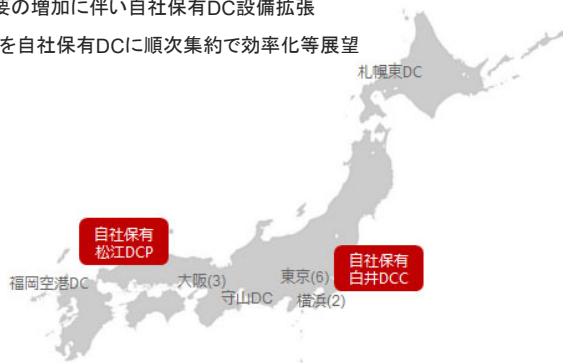 要の増加に伴い自社保有DC設備拡張
を自社保有DCに順次集約で効率化等展望
札幌東DC
自社保有
松江DCP
自社保有
白井DCC
福岡空港DC
大阪(3)
東京(6)
守山DC
横浜(2)